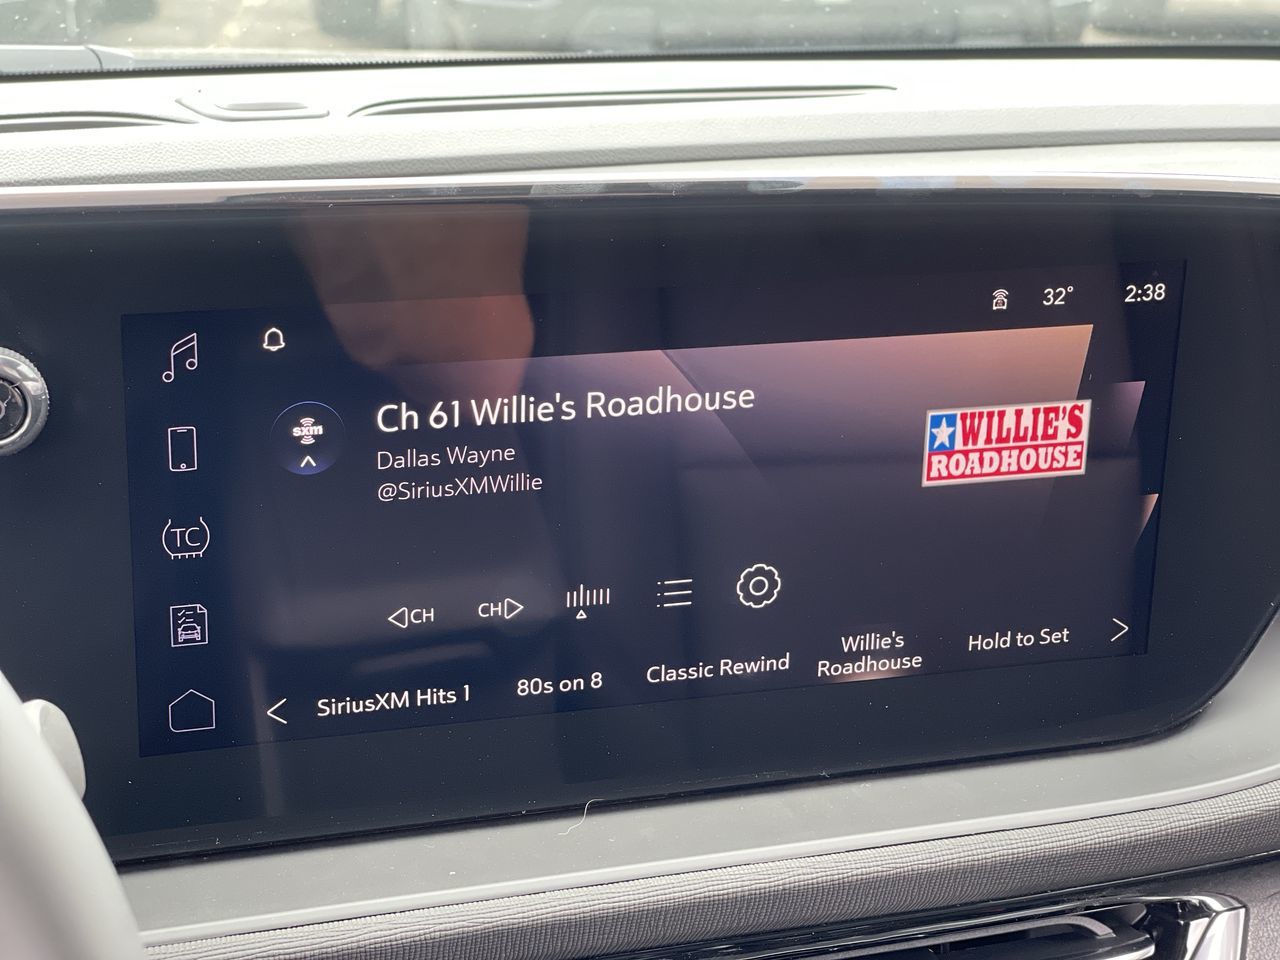 32°
2:38
sxm
Ch 61 Willie's Roadhouse
Dallas Wayne
@SiriusXMWillie
WILLIE'S
ROADHOUSE
TC
CH
CH
SiriusXM Hits 1
80s on 8
Classic Rewind
Willie's
Roadhouse
Hold to Set